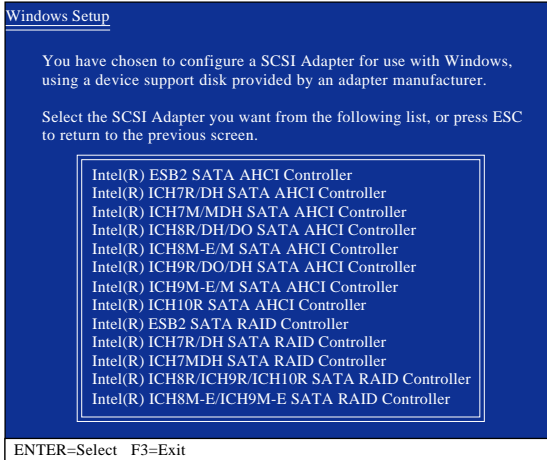 Windows Setup
You have chosen to configure a SCSI Adapter for use with Windows,
using a device support disk provided by an adapter manufacturer.
Select the SCSI Adapter you want from the following list, or press ESC
to return to the previous screen.
Intel(R) ESB2 SATA AHCI Controller
Intel(R) ICH7R/DH SATA AHCI Controller
Intel(R) ICH7M/MDH SATA AHCI Controller
Intel(R) ICH8R/DH/DO SATA AHCI Controller
Intel(R) ICH8M-E/M SATA AHCI Controller
Intel(R) ICH9R/DO/DH SATA AHCI Controller
Intel(R) ICH9M-E/M SATA AHCI Controller
Intel(R) ICH10R SATA AHCI Controller
Intel(R) ESB2 SATA RAID Controller
Intel(R) ICH7R/DH SATA RAID Controller
Intel(R) ICH7MDH SATA RAID Controller
Intel(R) ICH8R/ICH9R/ICH10R SATA RAID Controller
Intel(R) ICH8M-E/ICH9M-E SATA RAID Controller
ENTER=Select F3=Exit